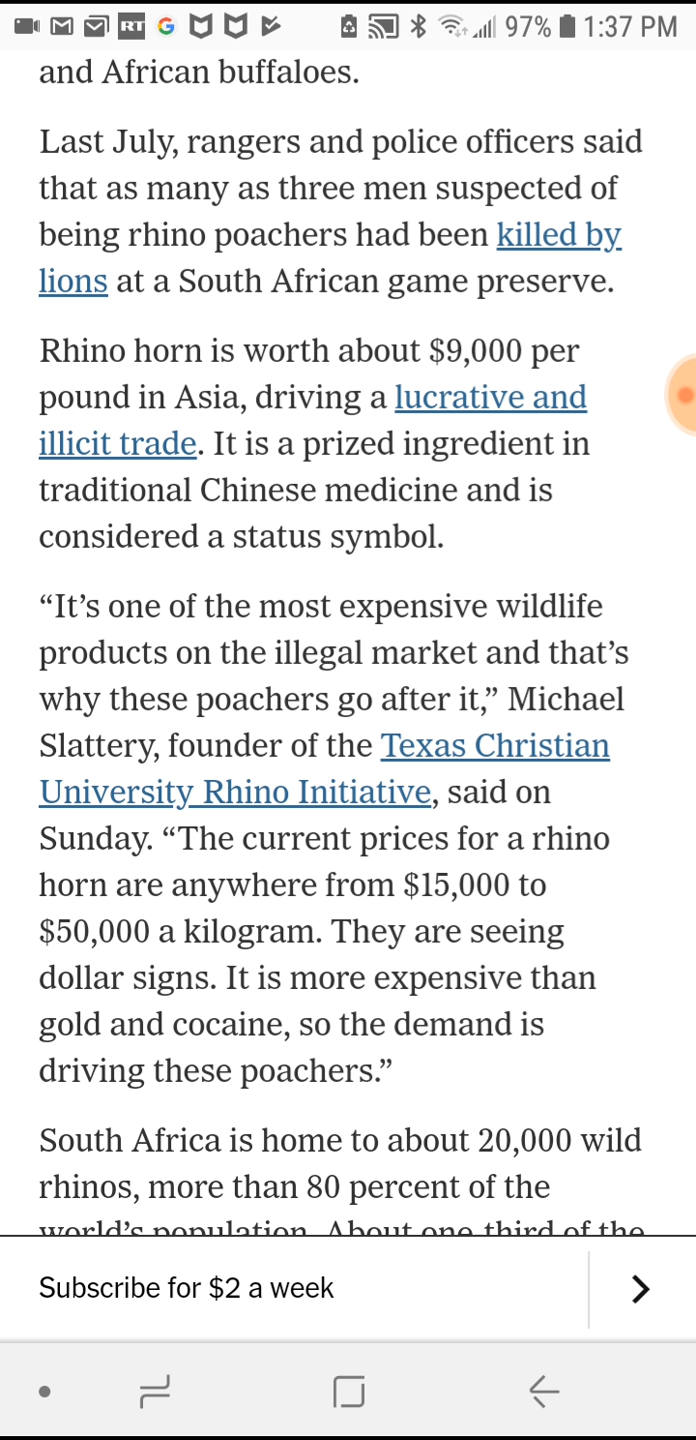 RT G 97% 1:37 PM
and African buffaloes.
Last July, rangers and police officers said
that as many as three men suspected of
being rhino poachers had been killed by
lions at a South African game preserve.
Rhino horn is worth about $9,000 per
pound in Asia, driving a lucrative and
illicit trade. It is a prized ingredient in
traditional Chinese medicine and is
considered a status symbol.
“It’s one of the most expensive wildlife
products on the illegal market and that’s
why these poachers go after it,” Michael
Slattery, founder of the Texas Christian
University Rhino Initiative, said on
Sunday. “The current prices for a rhino
horn are anywhere from $15,000 to
$50,000 a kilogram. They are seeing
dollar signs. It is more expensive than
gold and cocaine, so the demand is
driving these poachers.”
South Africa is home to about 20,000 wild
rhinos, more than 80 percent of the
world’s population. About one third of the
Subscribe for $2 a week